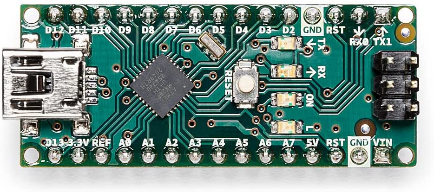 D12 D11 D10 D9 D8 D7 D6 D5 D4 D3 D2 GND RST RX0 TX1
TX
RX
RESET
ON
L
D13 3.3V REF A0 A1 A2 A3 A4 A5 A6 A7 5V RST GND VIN